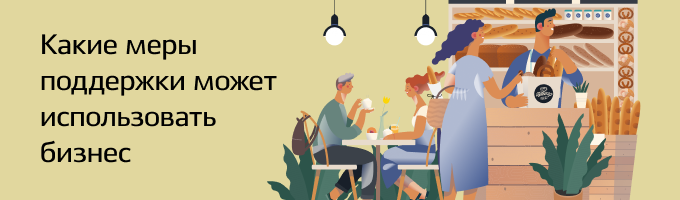 Какие меры
поддержки может
использовать
бизнес